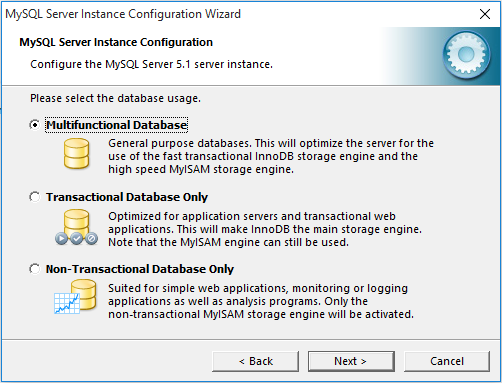 MySQL Server Instance Configuration Wizard
MySQL Server Instance Configuration
Configure the MySQL Server 5.1 server instance.
Please select the database usage.
Multifunctional Database
General purpose databases. This will optimize the server for the
use of the fast transactional InnoDB storage engine and the
high speed MyISAM storage engine.
Transactional Database Only
Optimized for application servers and transactional web
applications. This will make InnoDB the main storage engine.
Note that the MyISAM engine can still be used.
Non-Transactional Database Only
Suited for simple web applications, monitoring or logging
applications as well as analysis programs. Only the
non-transactional MyISAM storage engine will be activated.
< Back
Next >
Cancel